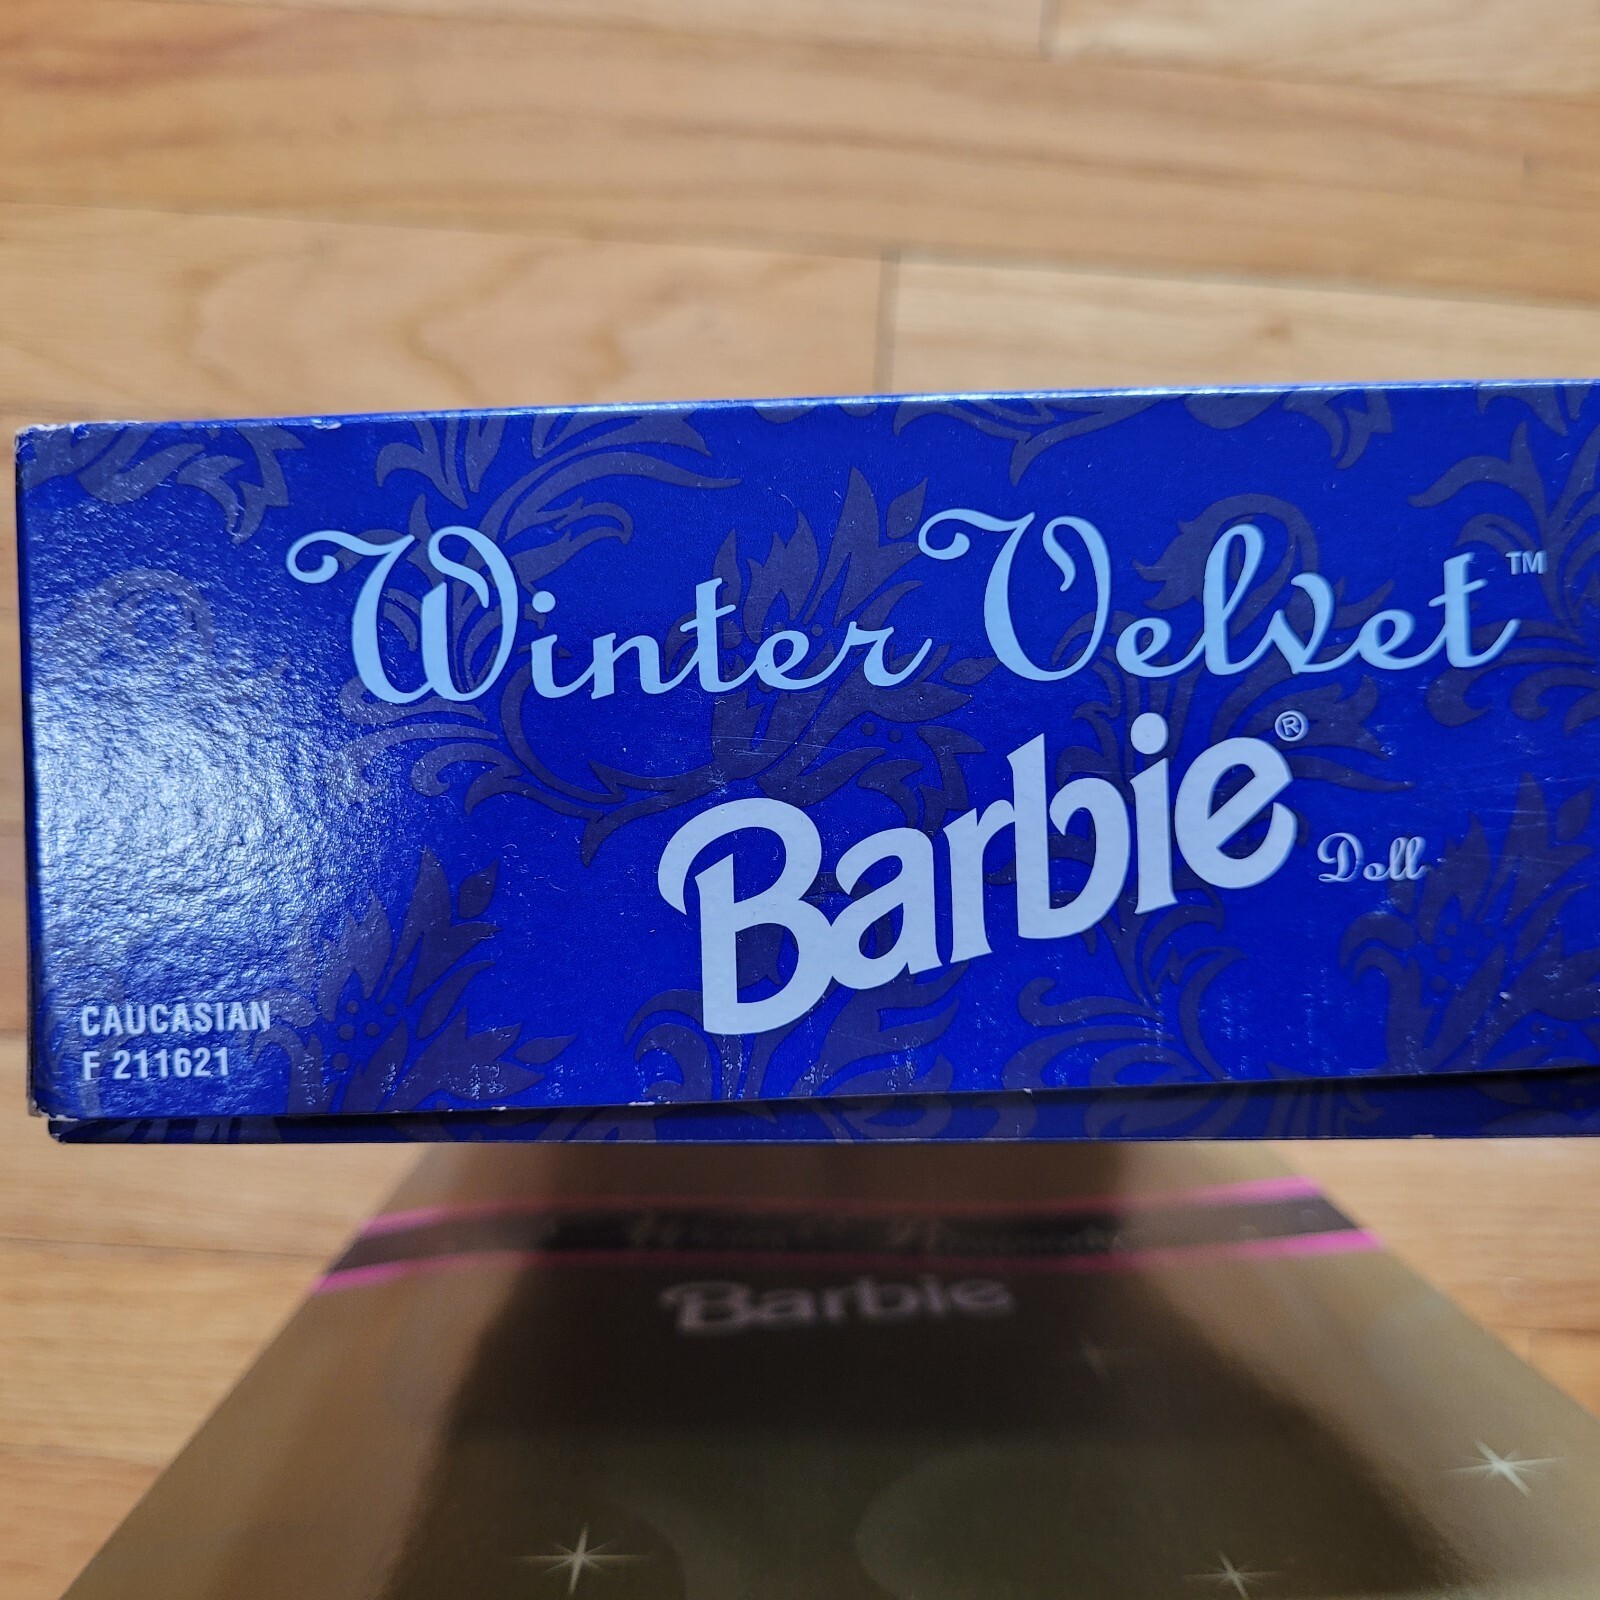 Winter Velvet™
Barbie® Doll
CAUCASIAN
F 211621
Barbie